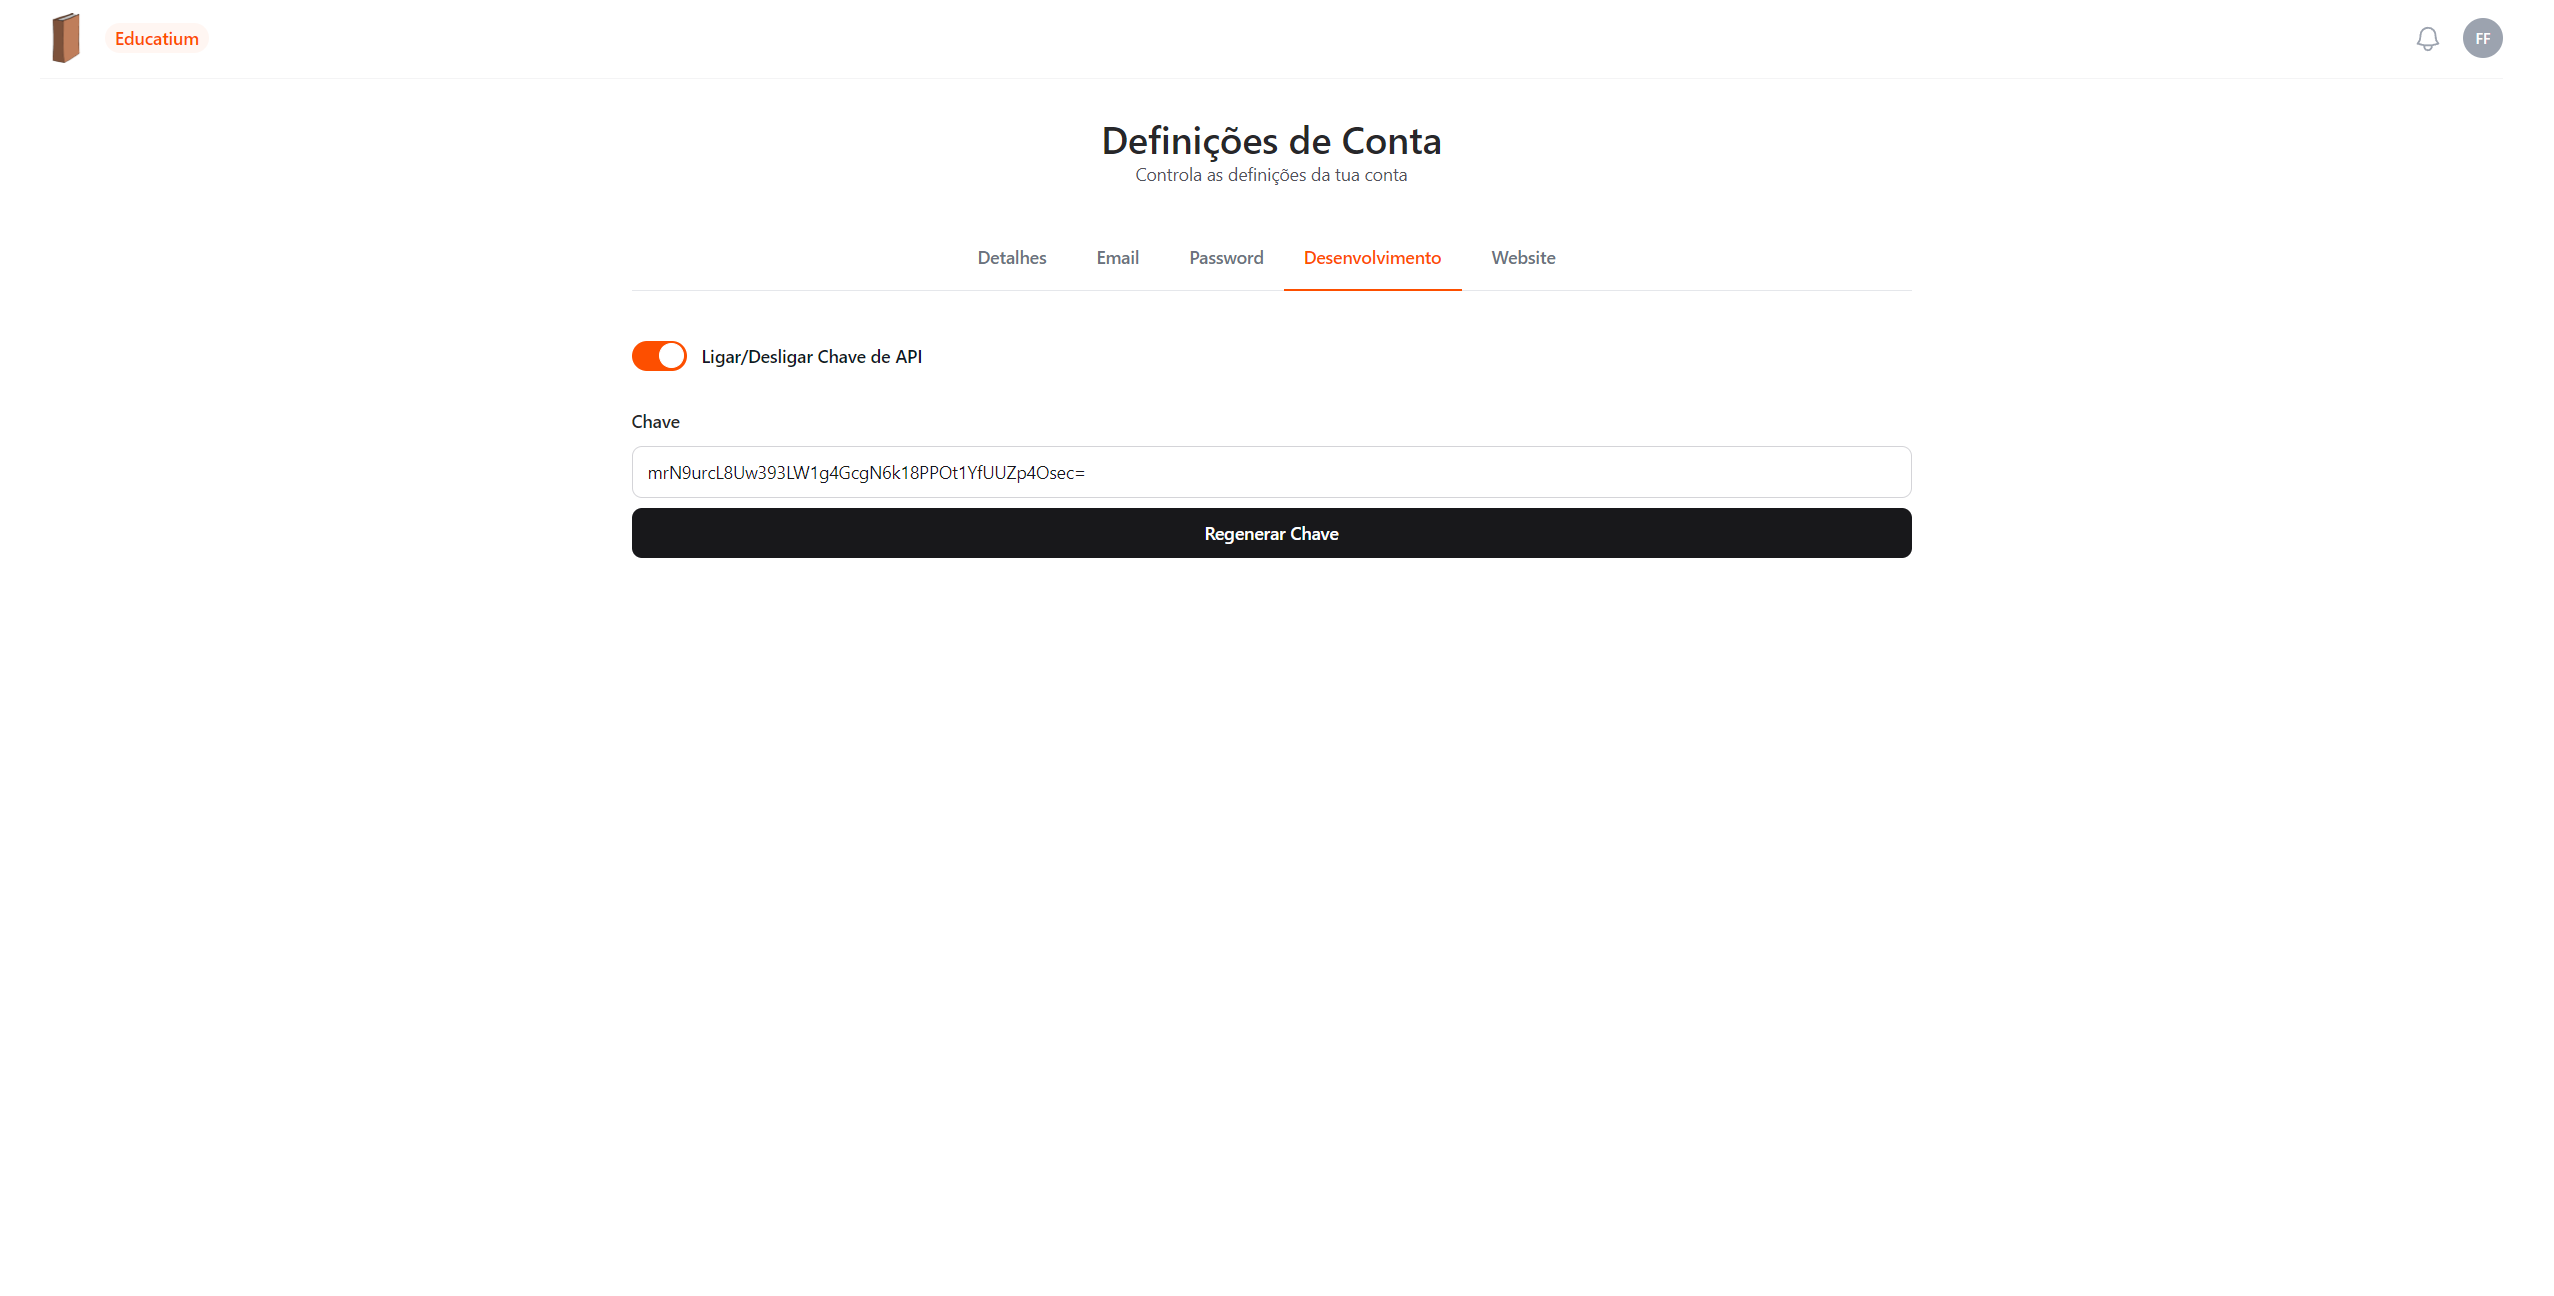 Educatium
FF
Definições de Conta
Controla as definições da tua conta
Detalhes Email Password Desenvolvimento Website
Ligar/Desligar Chave de API
Chave
mrN9urcL8Uw393LW1g4GcgN6k18PPOt1YfUUZp4Osec=
Regenerar Chave